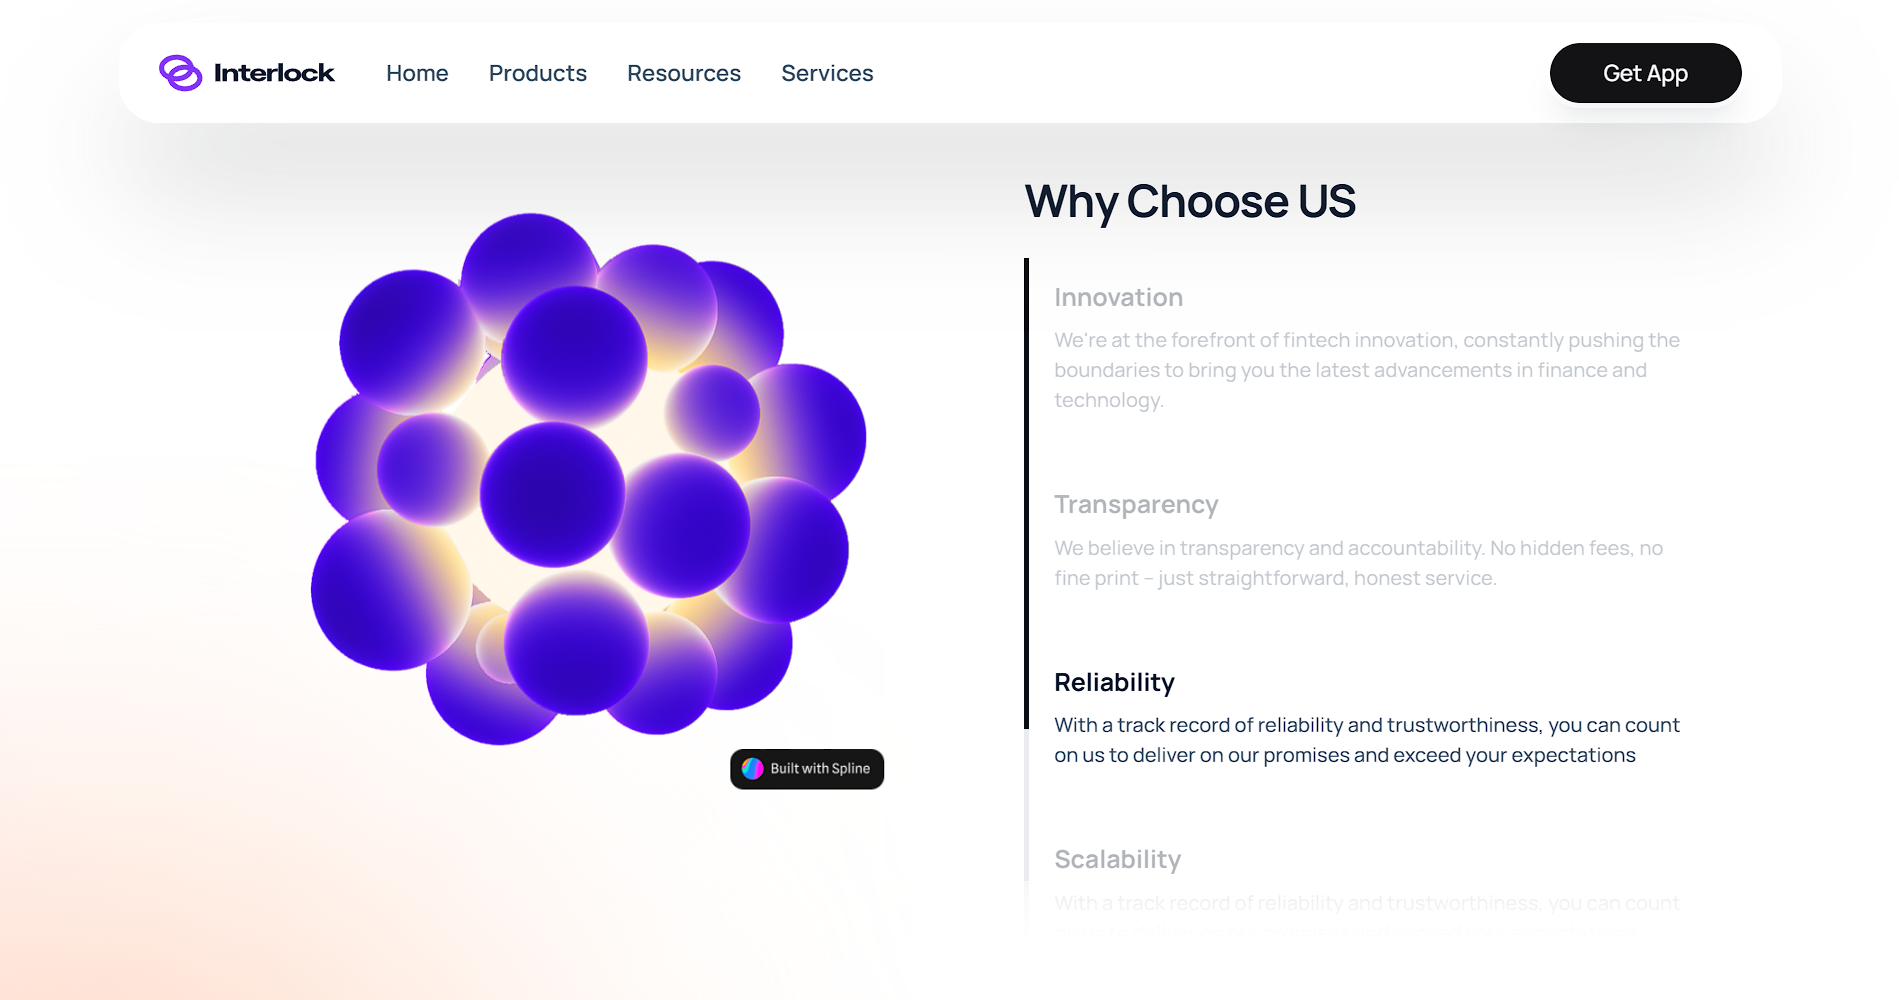 Interlock
Home
Products
Resources
Services
Get App
Why Choose US
Innovation
We're at the forefront of fintech innovation, constantly pushing the
boundaries to bring you the latest advancements in finance and
technology.
Transparency
We believe in transparency and accountability. No hidden fees, no
fine print – just straightforward, honest service.
Reliability
With a track record of reliability and trustworthiness, you can count
on us to deliver on our promises and exceed your expectations
Built with Spline
Scalability
With a track record of reliability and trustworthiness, you can count